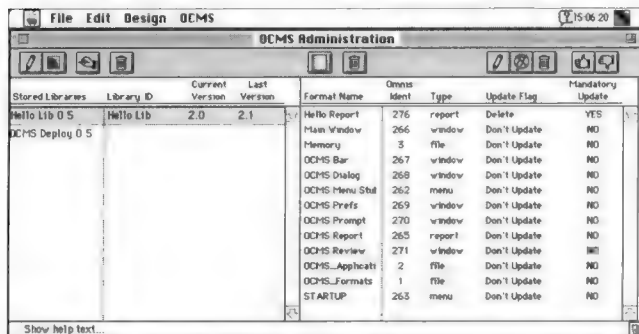 File Edit Design OCMS 15:06:20
OCMS Administration
Stored Libraries Library ID Current Version Last Version
Hello Lib 0 5 Hello Lib 2.0 2.1
OCMS Deploy 0 5
Format Name Omnis Ident Type Update Flag Mandatory Update
Hello Report 276 report Delete YES
Main Window 266 window Don't Update NO
Memory 3 file Don't Update NO
OCMS Bar 267 window Don't Update NO
OCMS Dialog 268 window Don't Update NO
OCMS Menu Stub 262 menu Don't Update NO
OCMS Prefs 269 window Don't Update NO
OCMS Prompt 270 window Don't Update NO
OCMS Report 265 report Don't Update NO
OCMS Review 271 window Don't Update
OCMS_Applicati 2 file Don't Update NO
OCMS_Formats 1 file Don't Update NO
STARTUP 263 menu Don't Update NO
Show help text...